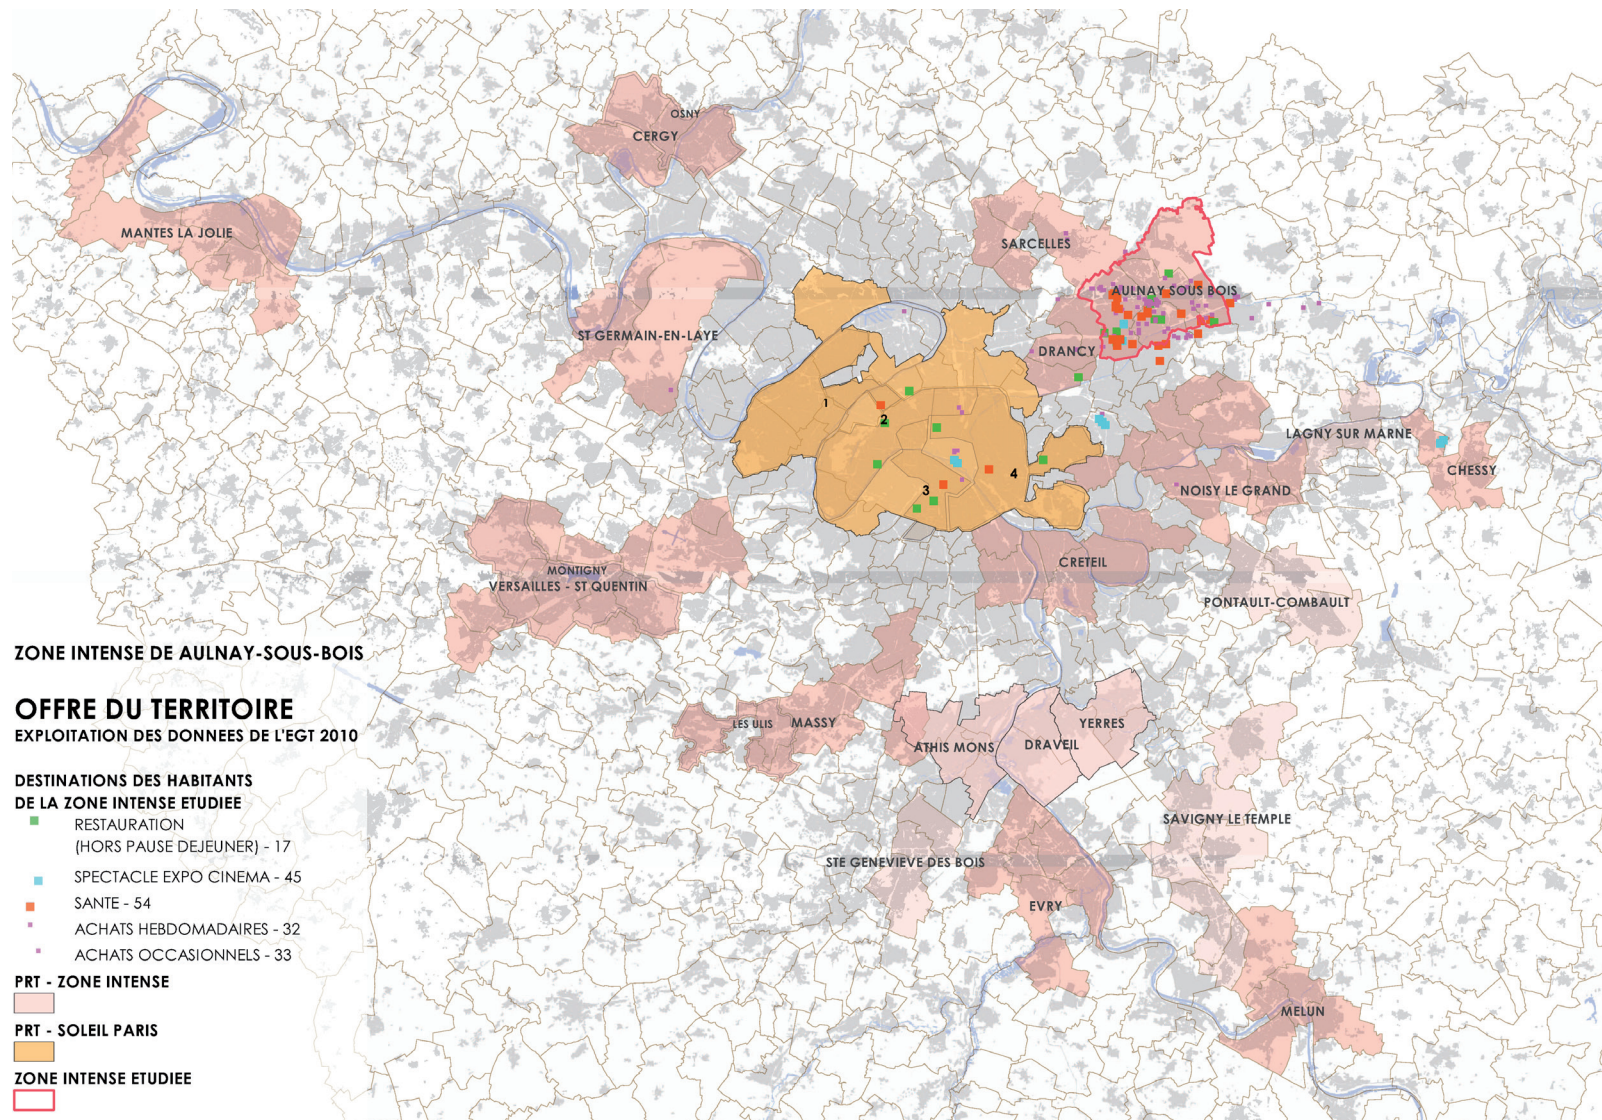 OSNY
CERGY
MANTES LA JOLIE
SARCELLES
AULNAY SOUS BOIS
ST GERMAIN-EN-LAYE
DRANCY
1
2
LAGNY SUR MARNE
CHESSY
4
3
NOISY LE GRAND
CRETEIL
MONTIGNY
VERSAILLES - ST QUENTIN
PONTAULT-COMBAULT
ZONE INTENSE DE AULNAY-SOUS-BOIS
OFFRE DU TERRITOIRE
EXPLOITATION DES DONNEES DE L'EGT 2010
LES ULIS
MASSY
YERRES
ATHIS MONS
DRAVEIL
DESTINATIONS DES HABITANTS
DE LA ZONE INTENSE ETUDIEE
RESTAURATION
(HORS PAUSE DEJEUNER) - 17
SPECTACLE EXPO CINEMA - 45
SANTE - 54
ACHATS HEBDOMADAIRES - 32
ACHATS OCCASIONNELS - 33
SAVIGNY LE TEMPLE
STE GENEVIEVE DES BOIS
EVRY
MELUN
PRT - ZONE INTENSE
PRT - SOLEIL PARIS
ZONE INTENSE ETUDIEE